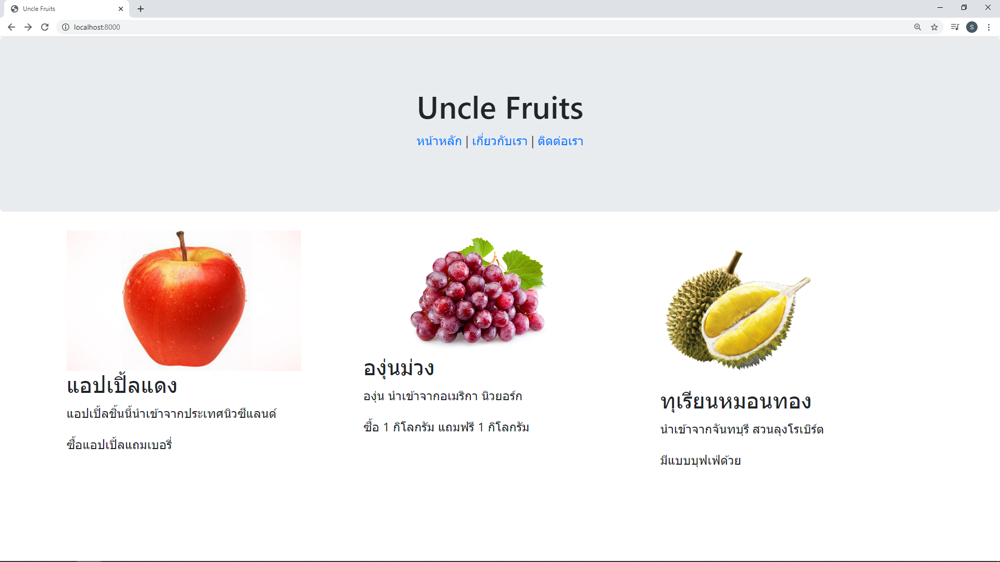 Uncle Fruits
localhost:8000
S
Uncle Fruits
หน้าหลัก | เกี่ยวกับเรา | ติดต่อเรา
แอปเปิ้ลแดง
แอปเปิ้ลชิ้นนี้นำเข้าจากประเทศนิวซีแลนด์
ซื้อแอปเปิ้ลแถมเบอรี่
องุ่นม่วง
องุ่น นำเข้าจากอเมริกา นิวยอร์ก
ซื้อ 1 กิโลกรัม แถมฟรี 1 กิโลกรัม
ทุเรียนหมอนทอง
นำเข้าจากจันทบุรี สวนลุงโรเบิร์ต
มีแบบบุฟเฟ่ด้วย